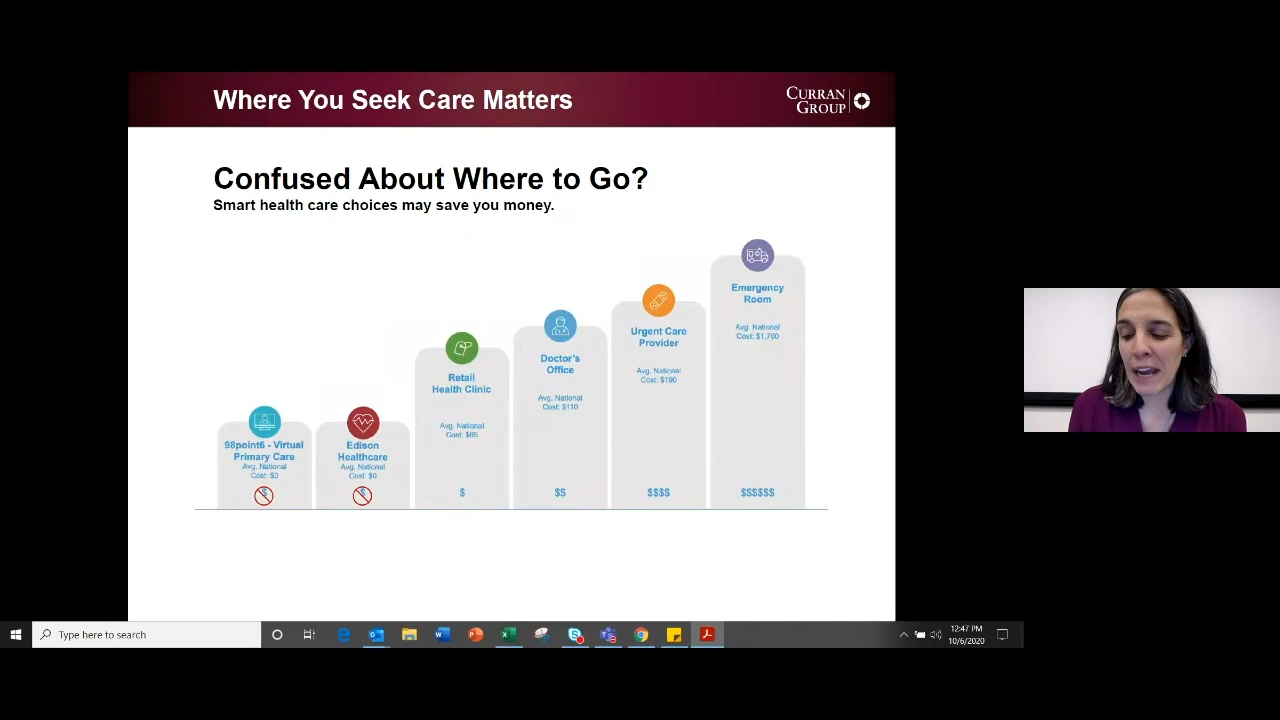 Where You Seek Care Matters
CURRAN
GROUP
Confused About Where to Go?
Smart health care choices may save you money.
Emergency
Room
Avg. National
Cost: $1,700
Urgent Care
Provider
Avg. National
Cost: $190
Doctor's
Office
Avg. National
Cost: $110
Retail
Health Clinic
Avg. National
Cost: $65
98point6 - Virtual
Primary Care
Avg. National
Cost: $0
$
Edison
Healthcare
Avg. National
Cost: $0
$
$
$$
$$$$
$$$$$$
Type here to search
12:47 PM
10/6/2020